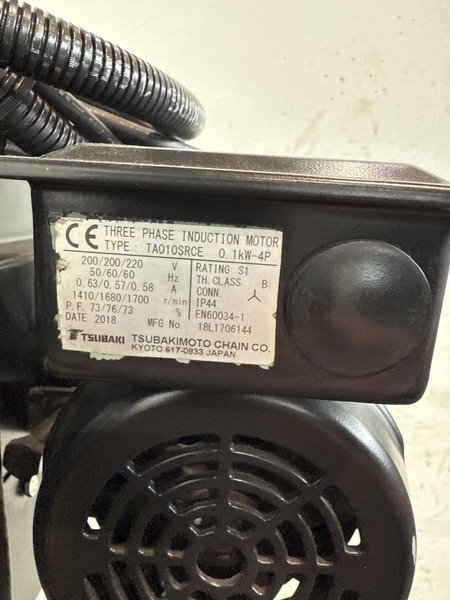 CE THREE PHASE INDUCTION MOTOR
TYPE : TA010SRCE 0.1kW-4P
200/200/220 V RATING S1
50/60/60 Hz TH.CLASS B
0.63/0.57/0.58 A CONN. Y
1410/1680/1700 r/min IP44
P.F. 73/76/73 % EN60034-1
DATE 2018 MFG No. 18L1706144
TSUBAKI TSUBAKIMOTO CHAIN CO.
KYOTO 617-0833 JAPAN